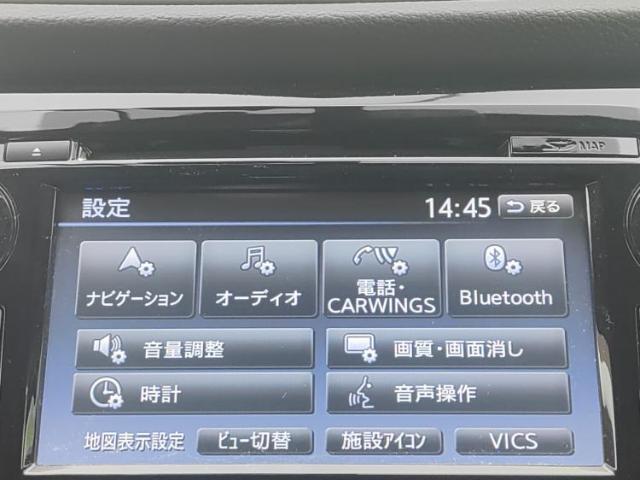 MAP
設定 14:45 戻る
ナビゲーション オーディオ 電話・CARWINGS Bluetooth
音量調整 画質・画面消し
時計 音声操作
地図表示設定 ビュー切替 施設アイコン VICS